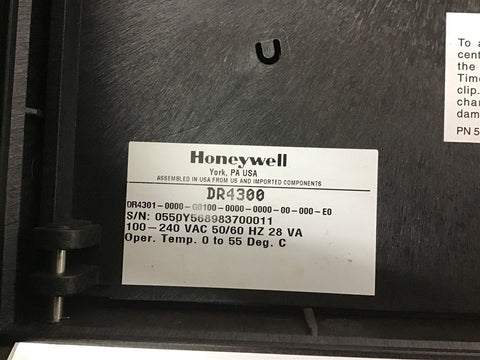 Honeywell
York, PA USA
ASSEMBLED IN USA FROM US AND IMPORTED COMPONENTS
DR4300
DR4301-0000-G0100-0000-0000-00-000-E0
S/N: 0550Y568983700011
100-240 VAC 50/60 HZ 28 VA
Oper. Temp. 0 to 55 Deg. C
To a
cent
the
Time
clip.
char
dam
PN 5